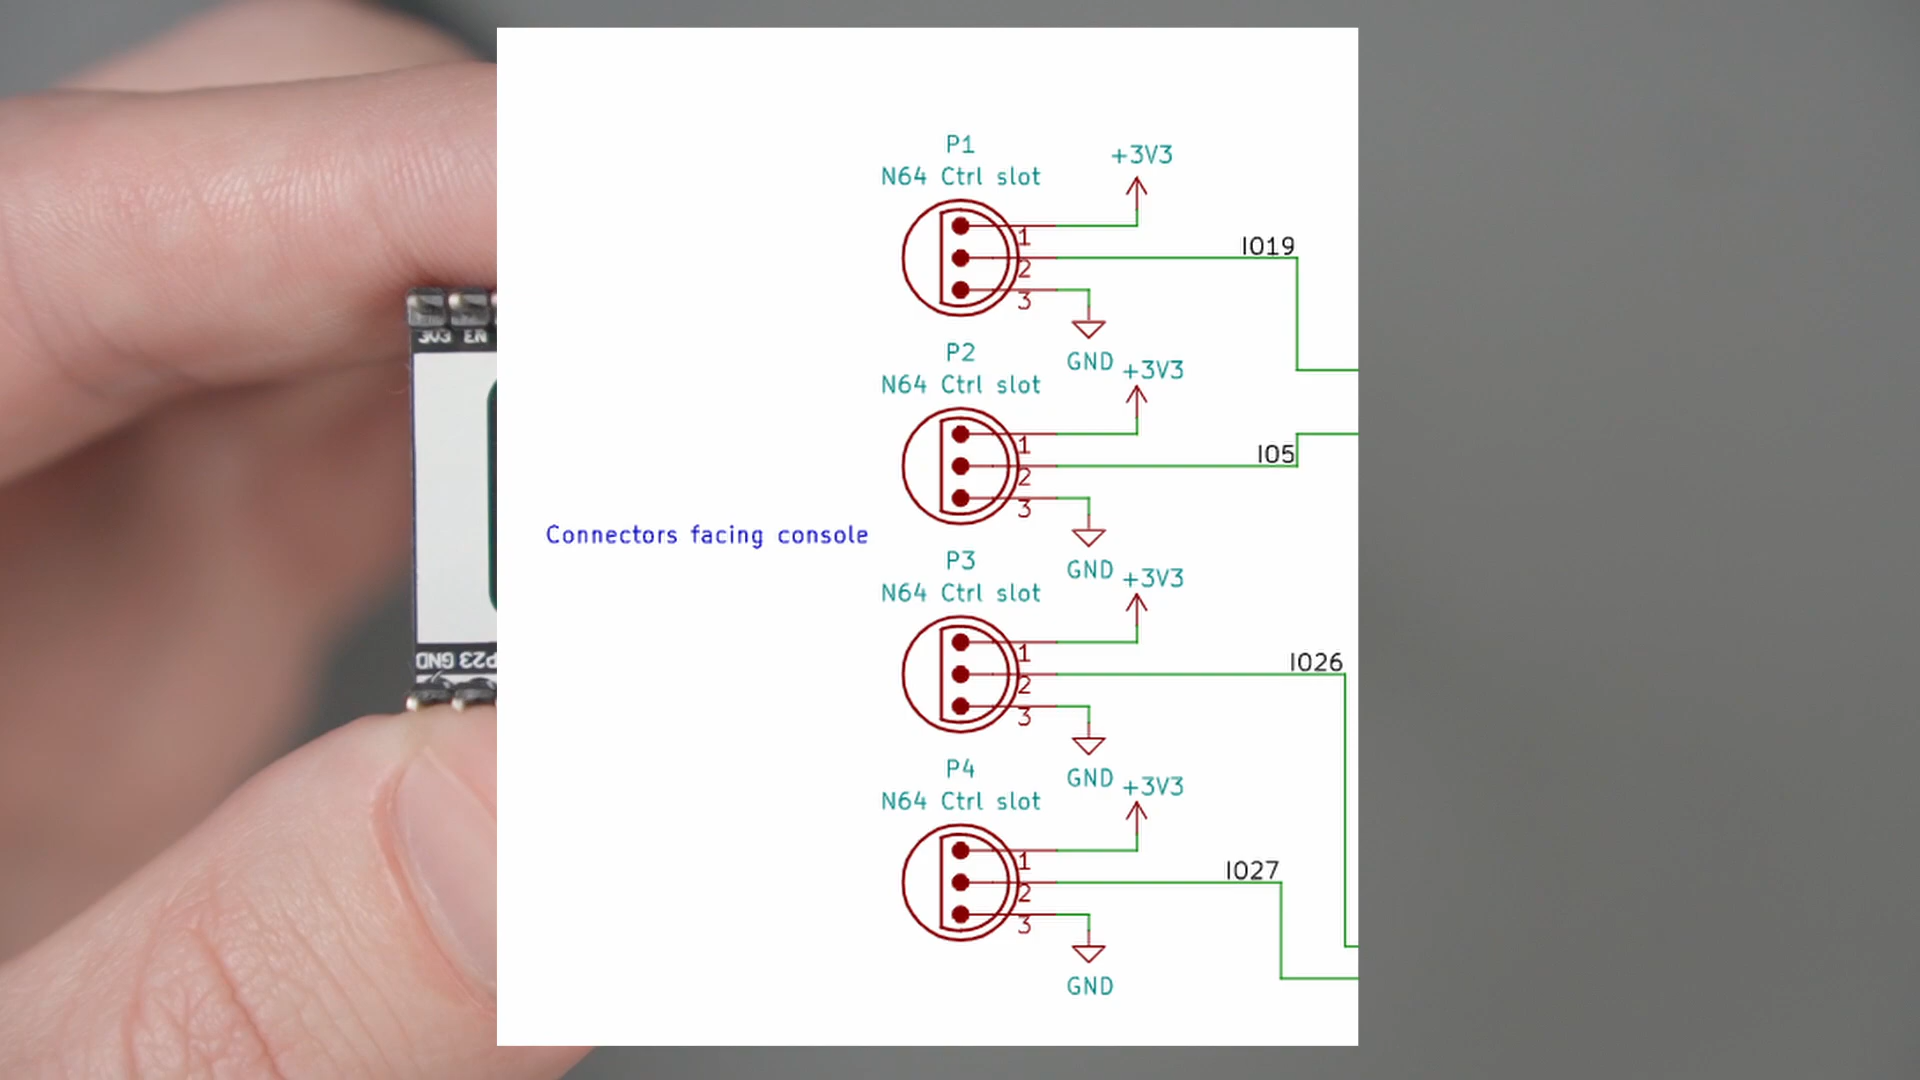 P1
N64 Ctrl slot
+3V3
1
IO19
2
3
GND
P2
N64 Ctrl slot
+3V3
1
IO5
2
3
GND
Connectors facing console
P3
N64 Ctrl slot
+3V3
1
IO26
2
3
GND
P4
N64 Ctrl slot
+3V3
1
IO27
2
3
GND
3V3 EN
GND